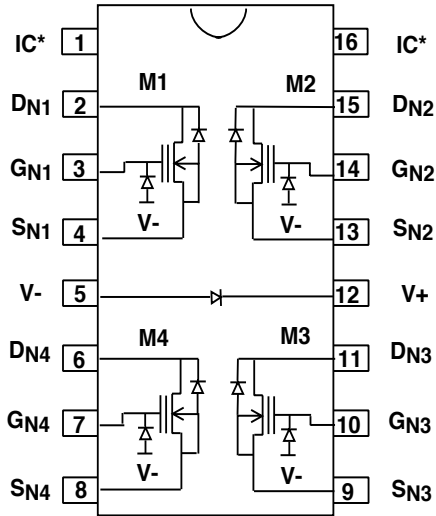 IC* 1 16 IC*
M1 M2
DN1 2 15 DN2
GN1 3 14 GN2
V- V-
SN1 4 13 SN2
V- 5 12 V+
M4 M3
DN4 6 11 DN3
GN4 7 10 GN3
V- V-
SN4 8 9 SN3